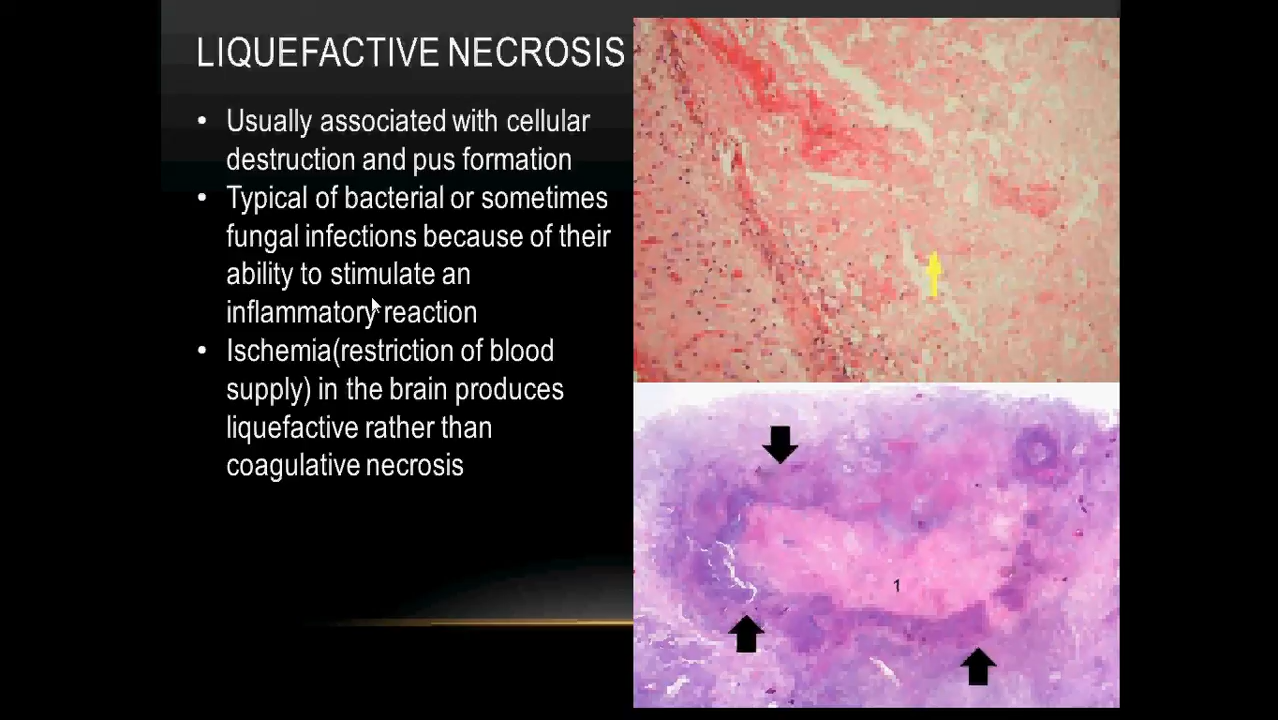 LIQUEFACTIVE NECROSIS
• Usually associated with cellular
destruction and pus formation
• Typical of bacterial or sometimes
fungal infections because of their
ability to stimulate an
inflammatory reaction
• Ischemia(restriction of blood
supply) in the brain produces
liquefactive rather than
coagulative necrosis
1